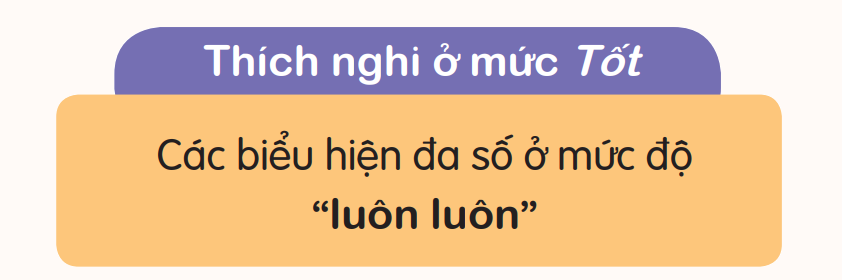 Thích nghi ở mức Tốt
Các biểu hiện đa số ở mức độ
“luôn luôn”